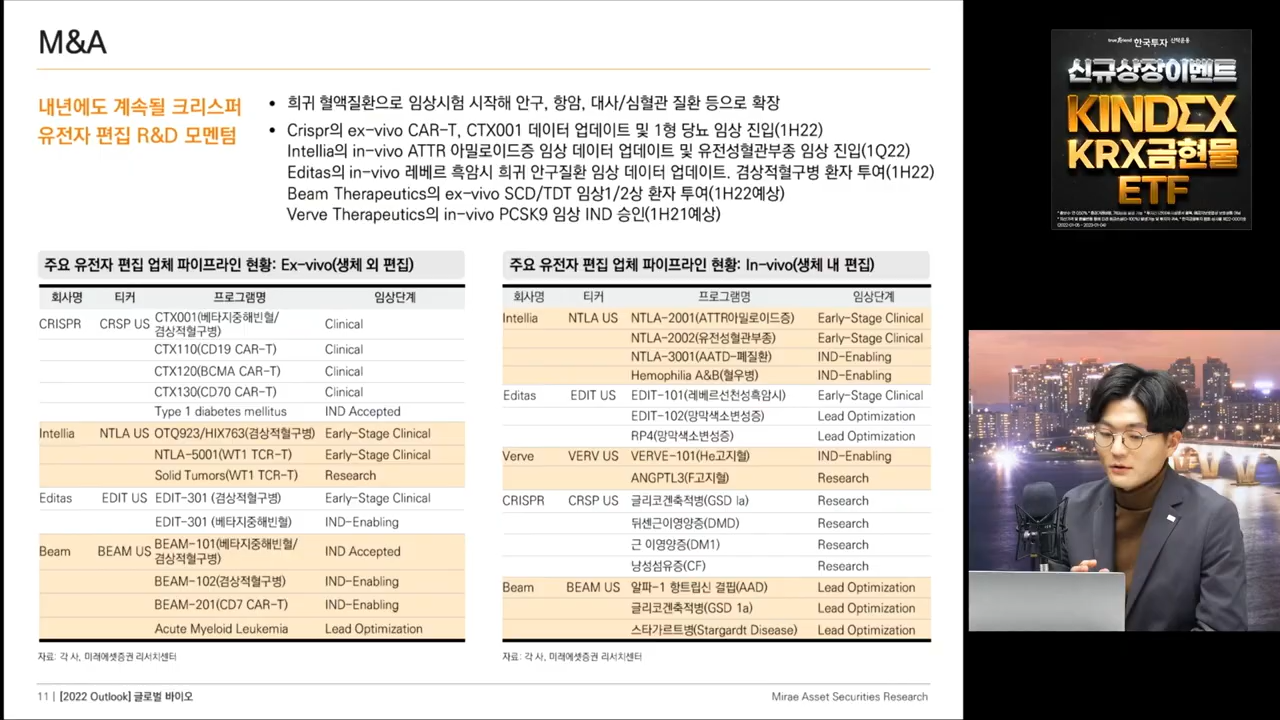 M&A
내년에도 계속될 크리스퍼
유전자 편집 R&D 모멘텀
• 희귀 혈액질환으로 임상시험 시작해 안구, 항암, 대사/심혈관 질환 등으로 확장
• Crispr의 ex-vivo CAR-T, CTX001 데이터 업데이트 및 1형 당뇨 임상 진입(1H22)
Intellia의 in-vivo ATTR 아밀로이드증 임상 데이터 업데이트 및 유전성혈관부종 임상 진입(1Q22)
Editas의 in-vivo 레베르 흑암시 희귀 안구질환 임상 데이터 업데이트. 겸상적혈구병 환자 투여(1H22)
Beam Therapeutics의 ex-vivo SCD/TDT 임상1/2상 환자 투여(1H22예상)
Verve Therapeutics의 in-vivo PCSK9 임상 IND 승인(1H21예상)
주요 유전자 편집 업체 파이프라인 현황: Ex-vivo(생체 외 편집)
회사명 티커 프로그램명 임상단계
CRISPR CRSP US CTX001(베타지중해빈혈/
겸상적혈구병) Clinical
CTX110(CD19 CAR-T) Clinical
CTX120(BCMA CAR-T) Clinical
CTX130(CD70 CAR-T) Clinical
Type 1 diabetes mellitus IND Accepted
Intellia NTLA US OTQ923/HIX763(겸상적혈구병) Early-Stage Clinical
NTLA-5001(WT1 TCR-T) Early-Stage Clinical
Solid Tumors(WT1 TCR-T) Research
Editas EDIT US EDIT-301 (겸상적혈구병) Early-Stage Clinical
EDIT-301 (베타지중해빈혈) IND-Enabling
Beam BEAM US BEAM-101(베타지중해빈혈/
겸상적혈구병) IND Accepted
BEAM-102(겸상적혈구병) IND-Enabling
BEAM-201(CD7 CAR-T) IND-Enabling
Acute Myeloid Leukemia Lead Optimization
자료: 각 사, 미래에셋증권 리서치센터
주요 유전자 편집 업체 파이프라인 현황: In-vivo(생체 내 편집)
회사명 티커 프로그램명 임상단계
Intellia NTLA US NTLA-2001(ATTR아밀로이드증) Early-Stage Clinical
NTLA-2002(유전성혈관부종) Early-Stage Clinical
NTLA-3001(AATD-폐질환) IND-Enabling
Hemophilia A&B(혈우병) IND-Enabling
Editas EDIT US EDIT-101(레베르선천성흑암시) Early-Stage Clinical
EDIT-102(망막색소변성증) Lead Optimization
RP4(망막색소변성증) Lead Optimization
Verve VERV US VERVE-101(He고지혈) IND-Enabling
ANGPTL3(F고지혈) Research
CRISPR CRSP US 글리코겐축적병(GSD Ia) Research
뒤센근이영양증(DMD) Research
근 이영양증(DM1) Research
낭성섬유증(CF) Research
Beam BEAM US 알파-1 항트립신 결핍(AAD) Lead Optimization
글리코겐축적병(GSD 1a) Lead Optimization
스타가르트병(Stargardt Disease) Lead Optimization
자료: 각 사, 미래에셋증권 리서치센터
11 | [2022 Outlook] 글로벌 바이오
Mirae Asset Securities Research
한국투자 신탁운용
신규상장이벤트
KINDEX
KRX금현물
ETF